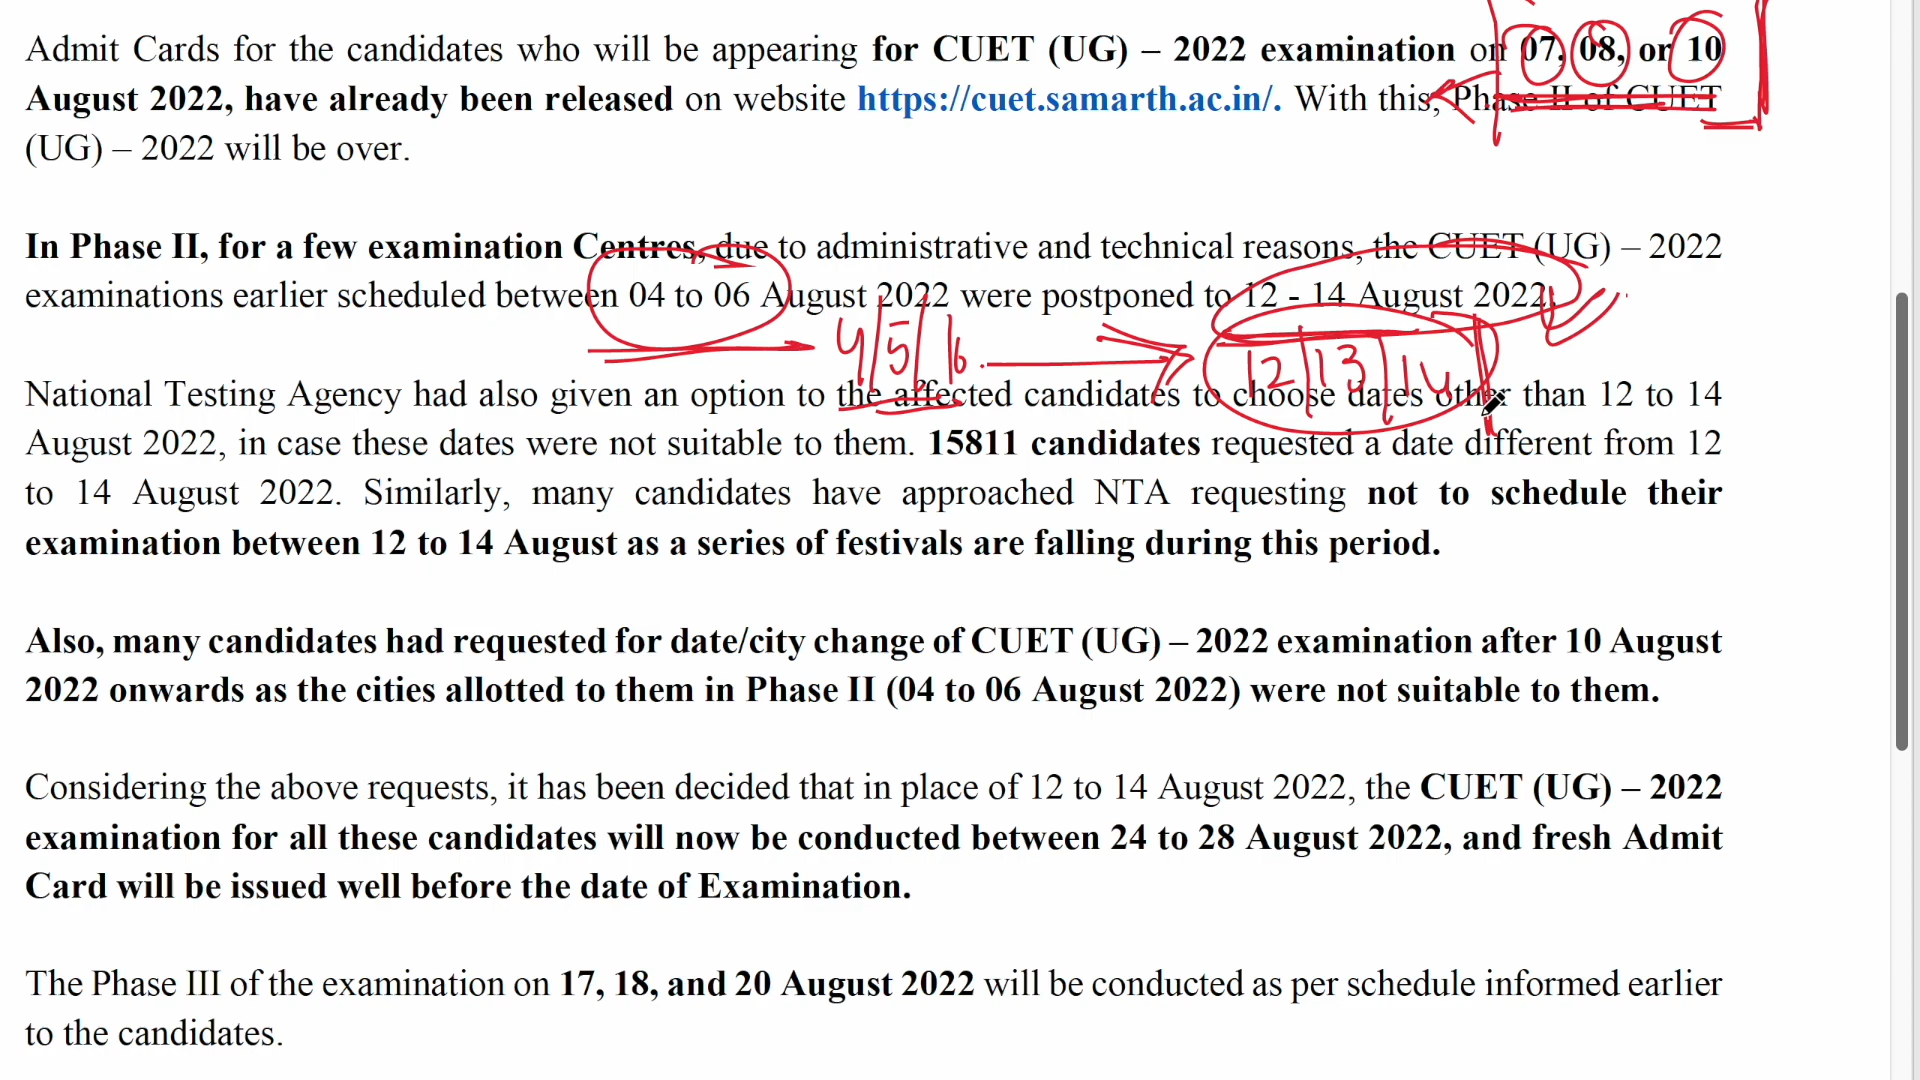 Admit Cards for the candidates who will be appearing for CUET (UG) – 2022 examination on 07, 08, or 10
August 2022, have already been released on website https://cuet.samarth.ac.in/. With this, Phase II of CUET
(UG) – 2022 will be over.
In Phase II, for a few examination Centres, due to administrative and technical reasons, the CUET (UG) – 2022
examinations earlier scheduled between 04 to 06 August 2022 were postponed to 12 - 14 August 2022.
4 5 6 12 13 14
National Testing Agency had also given an option to the affected candidates to choose dates other than 12 to 14
August 2022, in case these dates were not suitable to them. 15811 candidates requested a date different from 12
to 14 August 2022. Similarly, many candidates have approached NTA requesting not to schedule their
examination between 12 to 14 August as a series of festivals are falling during this period.
Also, many candidates had requested for date/city change of CUET (UG) – 2022 examination after 10 August
2022 onwards as the cities allotted to them in Phase II (04 to 06 August 2022) were not suitable to them.
Considering the above requests, it has been decided that in place of 12 to 14 August 2022, the CUET (UG) – 2022
examination for all these candidates will now be conducted between 24 to 28 August 2022, and fresh Admit
Card will be issued well before the date of Examination.
The Phase III of the examination on 17, 18, and 20 August 2022 will be conducted as per schedule informed earlier
to the candidates.